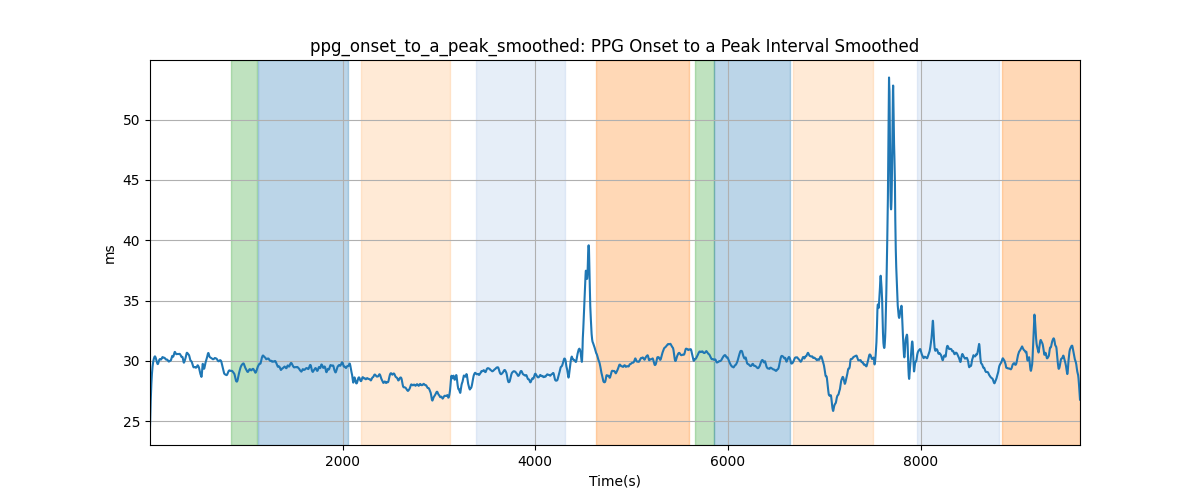 ppg_onset_to_a_peak_smoothed: PPG Onset to a Peak Interval Smoothed
50
45
40
35
30
25
ms
2000 4000 6000 8000
Time(s)